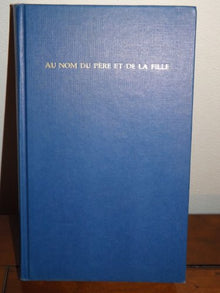 AU NOM DU PÈRE ET DE LA FILLE